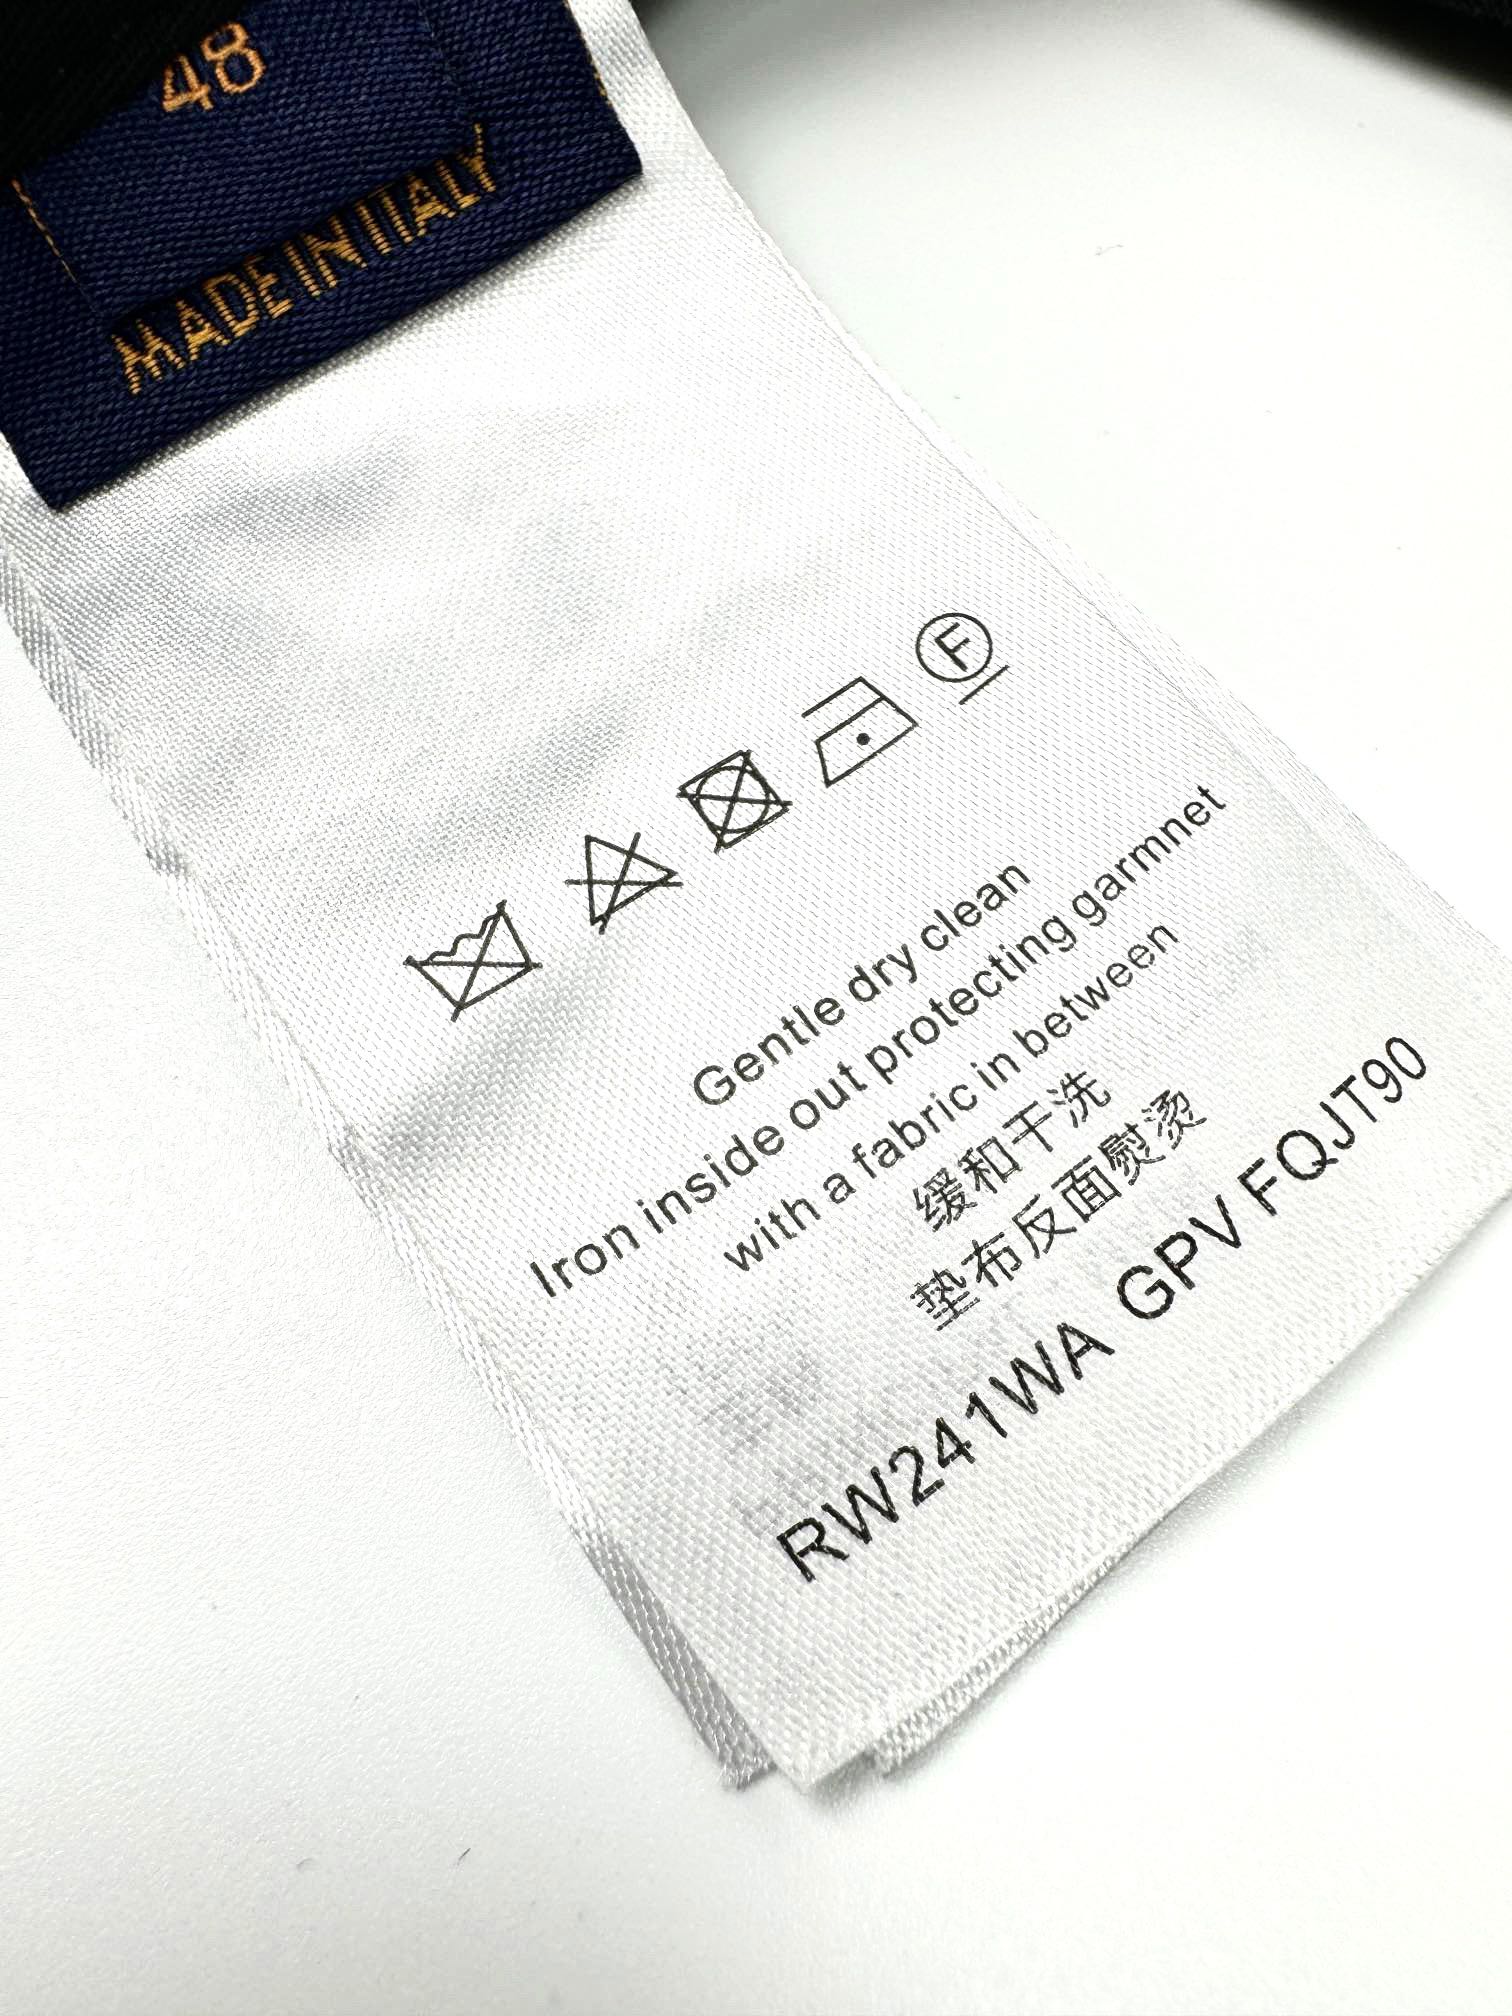 48
MADE IN ITALY
F
Gentle dry clean
Iron inside out protecting garmnet
with a fabric in between
缓和干洗
垫布反面熨烫
RW241WA GPV FQJT90